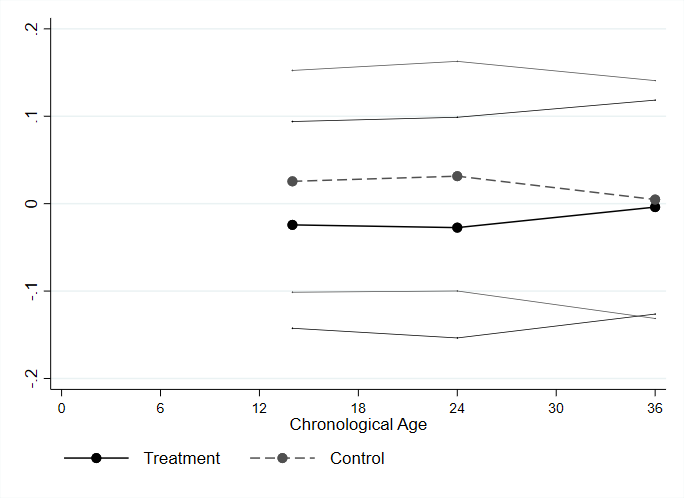 .2
.1
0
-.1
-.2
0 6 12 18 24 30 36
Chronological Age
Treatment Control